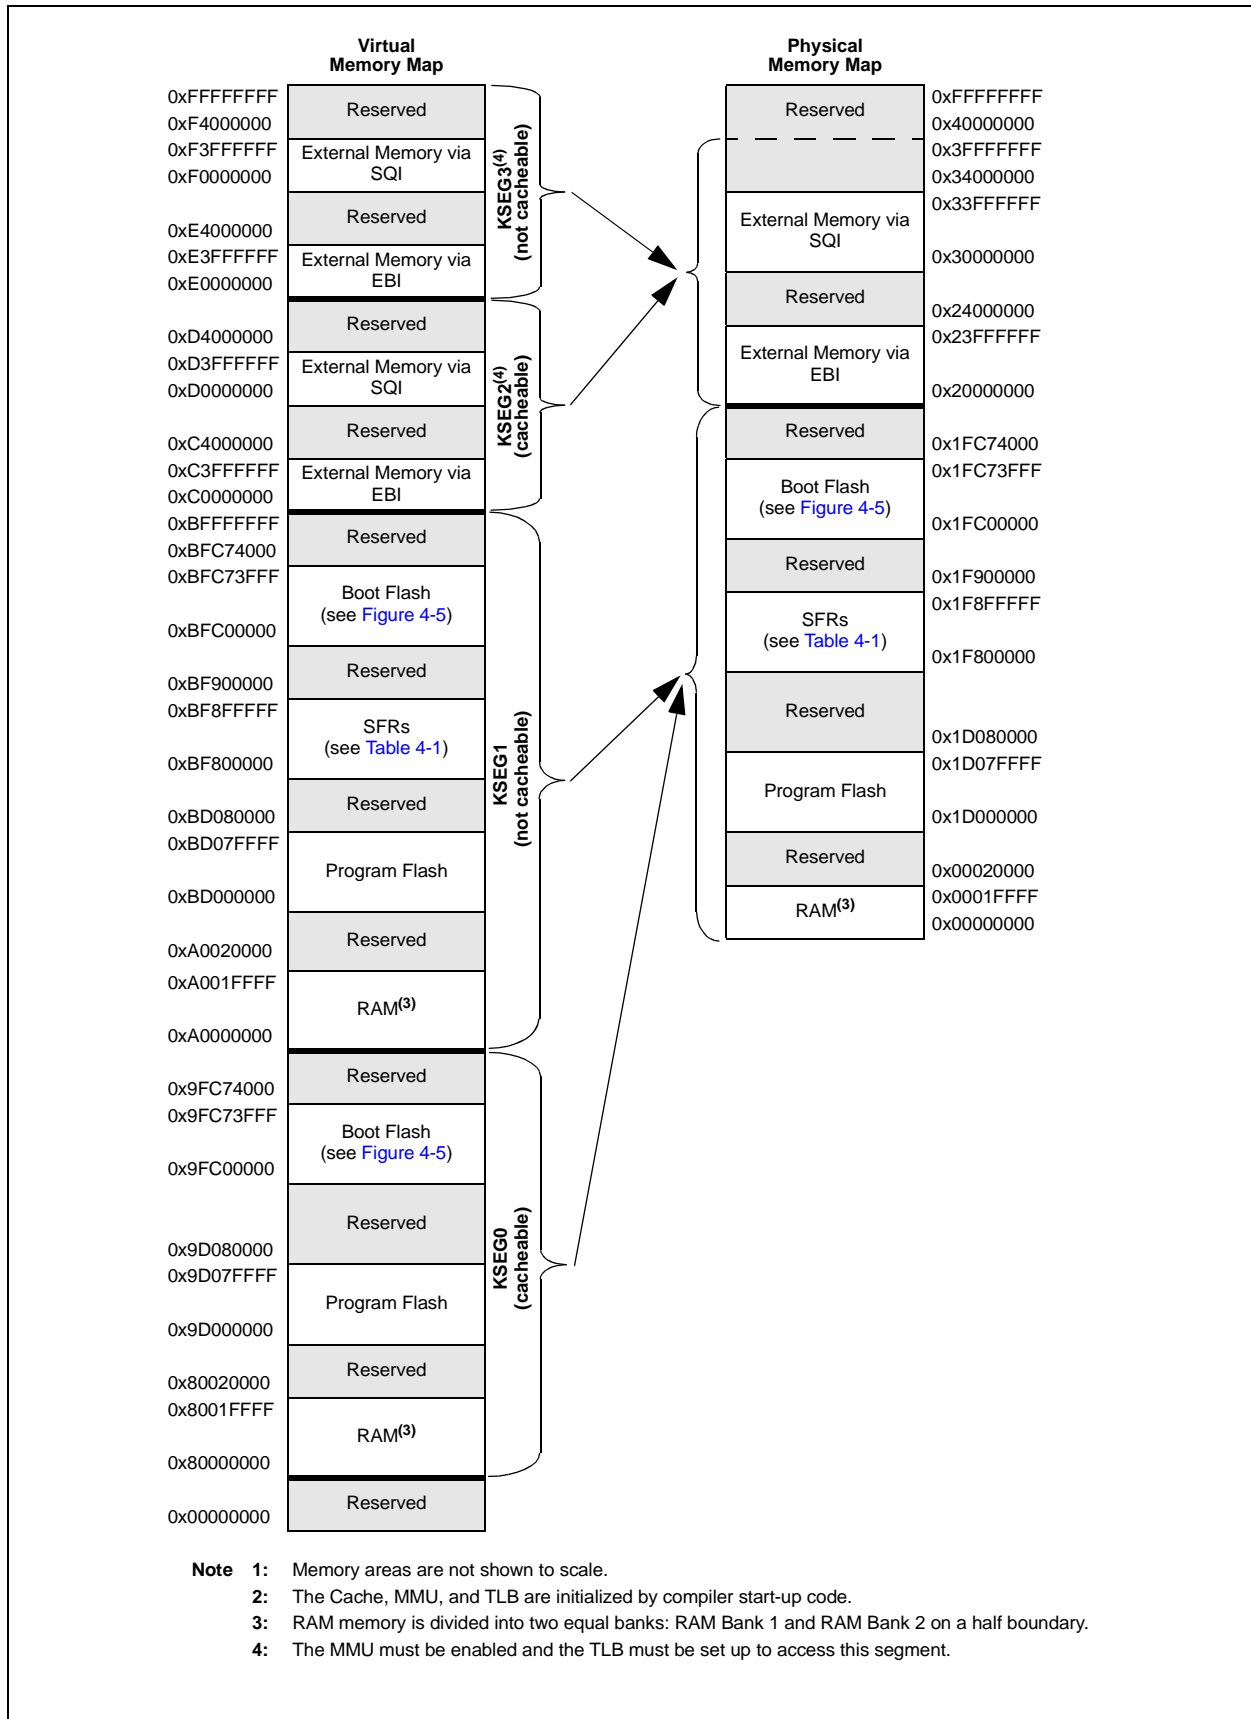 Virtual
Memory Map
0xFFFFFFFF
Reserved
0xF4000000
0xF3FFFFFF
External Memory via
SQI
0xF0000000
Reserved
0xE4000000
0xE3FFFFFF
External Memory via
EBI
0xE0000000
KSEG3(4)
(not cacheable)
Reserved
0xD4000000
0xD3FFFFFF
External Memory via
SQI
0xD0000000
Reserved
0xC4000000
0xC3FFFFFF
External Memory via
EBI
0xC0000000
KSEG2(4)
(cacheable)
0xBFFFFFFF
Reserved
0xBFC74000
0xBFC73FFF
Boot Flash
(see Figure 4-5)
0xBFC00000
Reserved
0xBF900000
0xBF8FFFFF
SFRs
(see Table 4-1)
0xBF800000
Reserved
0xBD080000
0xBD07FFFF
Program Flash
0xBD000000
Reserved
0xA0020000
0xA001FFFF
RAM(3)
0xA0000000
KSEG1
(not cacheable)
Reserved
0x9FC74000
0x9FC73FFF
Boot Flash
(see Figure 4-5)
0x9FC00000
Reserved
0x9D080000
0x9D07FFFF
Program Flash
0x9D000000
Reserved
0x80020000
0x8001FFFF
RAM(3)
0x80000000
KSEG0
(cacheable)
Reserved
0x00000000
Physical
Memory Map
0xFFFFFFFF
Reserved
0x40000000
0x3FFFFFFF
0x34000000
0x33FFFFFF
External Memory via
SQI
0x30000000
Reserved
0x24000000
0x23FFFFFF
External Memory via
EBI
0x20000000
Reserved
0x1FC74000
0x1FC73FFF
Boot Flash
(see Figure 4-5)
0x1FC00000
Reserved
0x1F900000
0x1F8FFFFF
SFRs
(see Table 4-1)
0x1F800000
Reserved
0x1D080000
0x1D07FFFF
Program Flash
0x1D000000
Reserved
0x00020000
0x0001FFFF
RAM(3)
0x00000000
Note 1: Memory areas are not shown to scale.
2: The Cache, MMU, and TLB are initialized by compiler start-up code.
3: RAM memory is divided into two equal banks: RAM Bank 1 and RAM Bank 2 on a half boundary.
4: The MMU must be enabled and the TLB must be set up to access this segment.